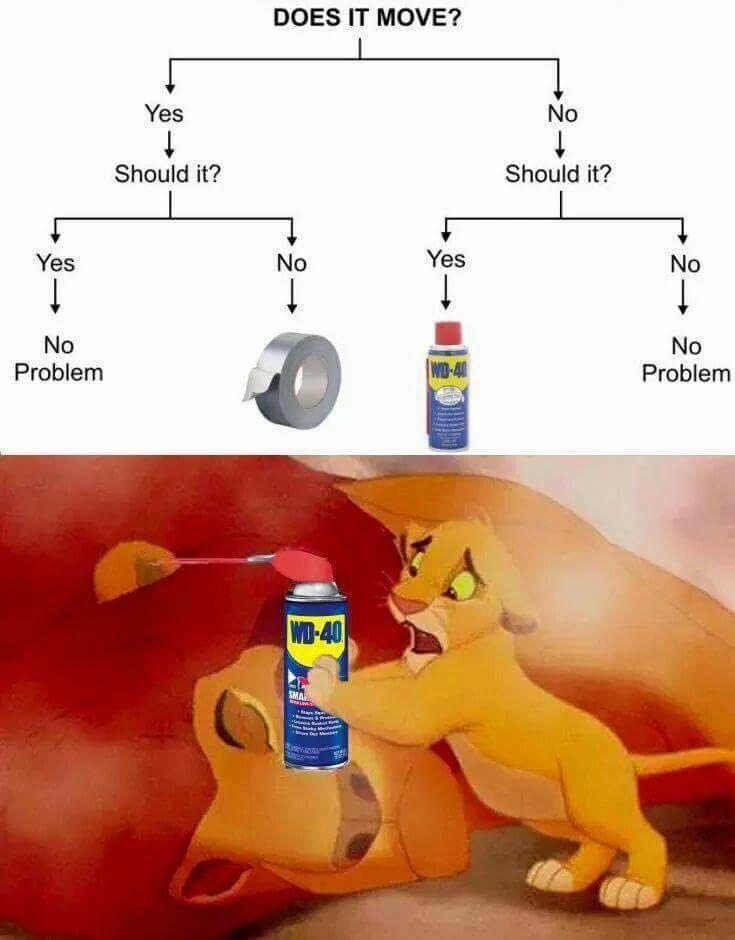 DOES IT MOVE?
Yes
No
Should it?
Should it?
Yes
No
Yes
No
No
Problem
WD-40
No
Problem
WD-40